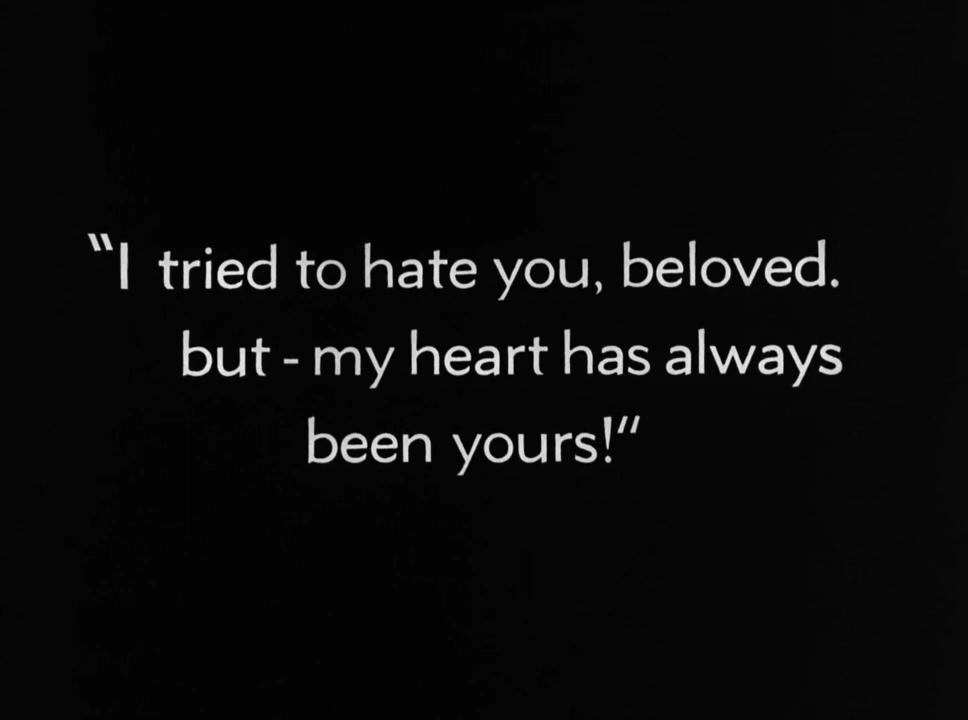 "I tried to hate you, beloved.
but - my heart has always
been yours!"